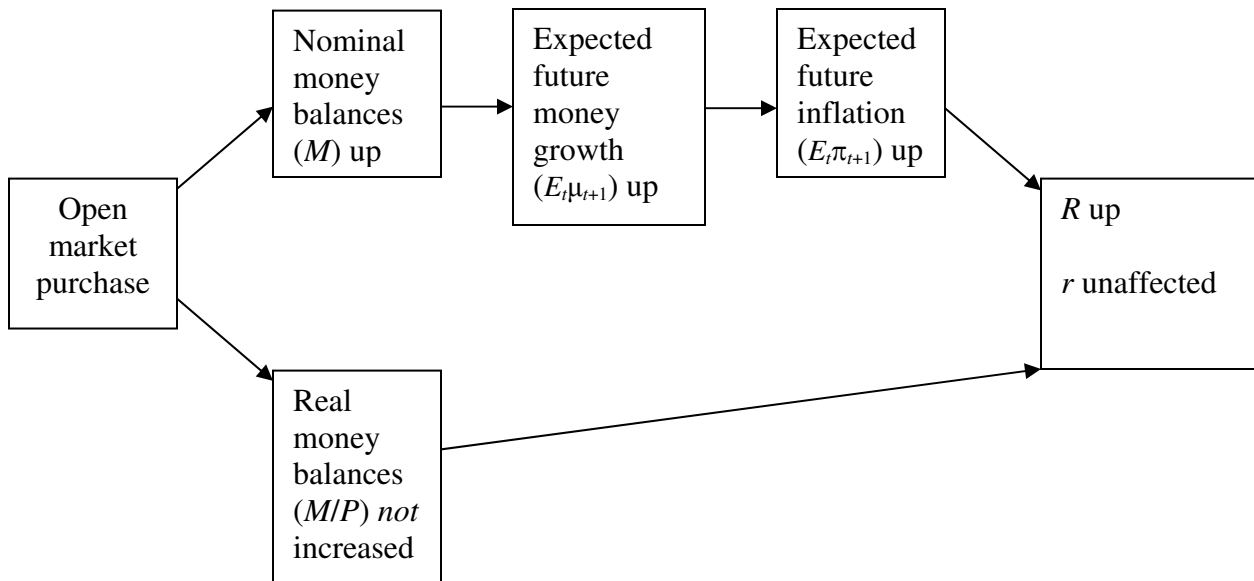 Nominal
money
balances
(M) up
Expected
future
money
growth
(Eₜμₜ₊₁) up
Expected
future
inflation
(Eₜπₜ₊₁) up
Open
market
purchase
R up
r unaffected
Real
money
balances
(M/P) not
increased